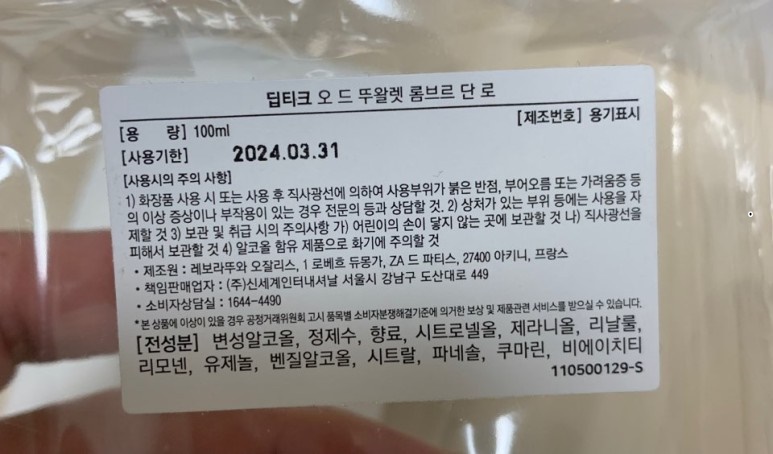 딥티크 오 드 뚜왈렛 롬브르 단 로
[용 량] 100ml [제조번호] 용기표시
[사용기한] 2024.03.31
[사용시의 주의 사항]
1) 화장품 사용 시 또는 사용 후 직사광선에 의하여 사용부위가 붉은 반점, 부어오름 또는 가려움증 등
의 이상 증상이나 부작용이 있는 경우 전문의 등과 상담할 것. 2) 상처가 있는 부위 등에는 사용을 자
제할 것 3) 보관 및 취급 시의 주의사항 가) 어린이의 손이 닿지 않는 곳에 보관할 것 나) 직사광선을
피해서 보관할 것 4) 알코올 함유 제품으로 화기에 주의할 것
• 제조원 : 레보라뚜와 오잘리스, 1 로베흐 듀몽가, ZA 드 파티스, 27400 아키니, 프랑스
• 책임판매업자 : (주)신세계인터내셔날 서울시 강남구 도산대로 449
• 소비자상담실 : 1644-4490
*본 상품에 이상이 있을 경우 공정거래위원회 고시 품목별 소비자분쟁해결기준에 의거한 보상 및 제품관련 서비스를 받으실 수 있습니다.
[전성분] 변성알코올, 정제수, 향료, 시트로넬올, 제라니올, 리날룰,
리모넨, 유제놀, 벤질알코올, 시트랄, 파네솔, 쿠마린, 비에이치티
110500129-S